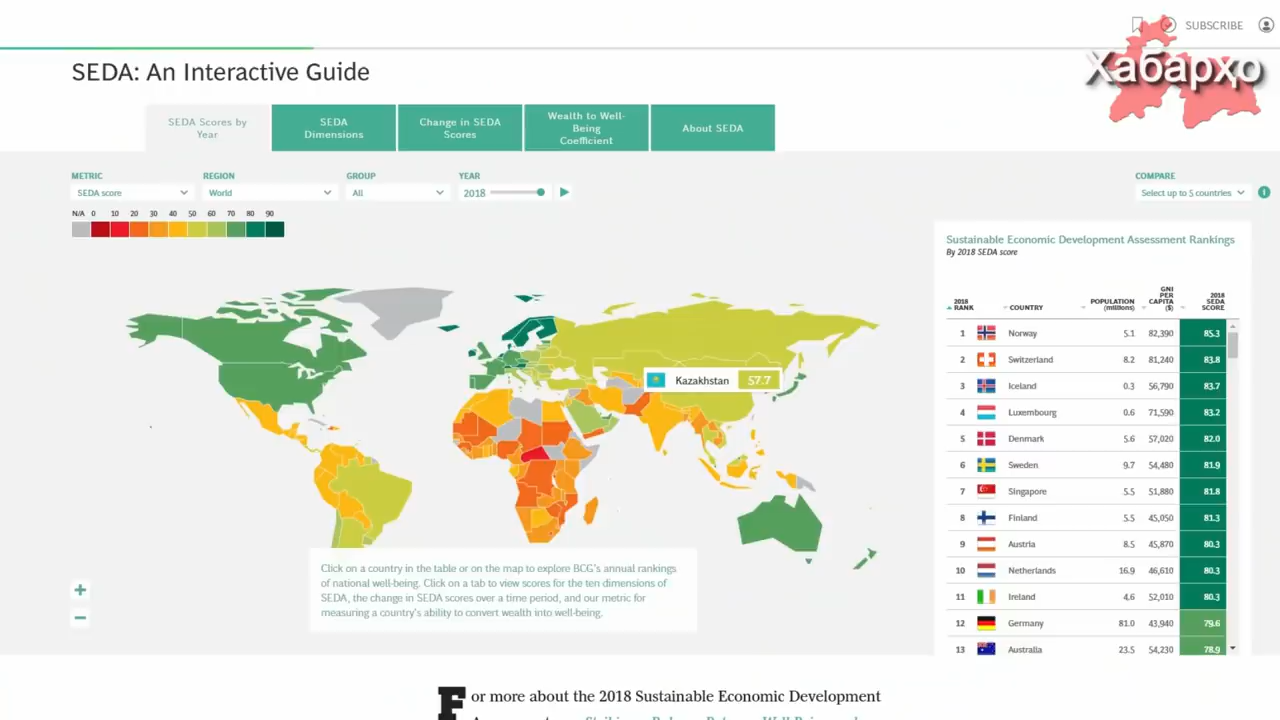 SUBSCRIBE
Хабарҳо
SEDA: An Interactive Guide
SEDA Scores by
Year
SEDA
Dimensions
Change in SEDA
Scores
Wealth to Well-
Being
Coefficient
About SEDA
METRIC
SEDA score
REGION
World
GROUP
All
YEAR
2018
COMPARE
Select up to 5 countries
N/A 0 10 20 30 40 50 60 70 80 90
Kazakhstan 57.7
Click on a country in the table or on the map to explore BCG's annual rankings
of national well-being. Click on a tab to view scores for the ten dimensions of
SEDA, the change in SEDA scores over a time period, and our metric for
measuring a country's ability to convert wealth into well-being.
Sustainable Economic Development Assessment Rankings
By 2018 SEDA score
2018
RANK
COUNTRY
POPULATION
(millions)
GNI
PER
CAPITA
($)
2018
SEDA
SCORE
1 Norway 5.1 82,390 85.3
2 Switzerland 8.2 81,240 83.8
3 Iceland 0.3 56,790 83.7
4 Luxembourg 0.6 71,590 83.2
5 Denmark 5.6 57,020 82.0
6 Sweden 9.7 54,480 81.9
7 Singapore 5.5 51,880 81.8
8 Finland 5.5 45,050 81.3
9 Austria 8.5 45,870 80.3
10 Netherlands 16.9 46,610 80.3
11 Ireland 4.6 52,010 80.3
12 Germany 81.0 43,940 79.6
13 Australia 23.5 54,230 78.9
For more about the 2018 Sustainable Economic Development